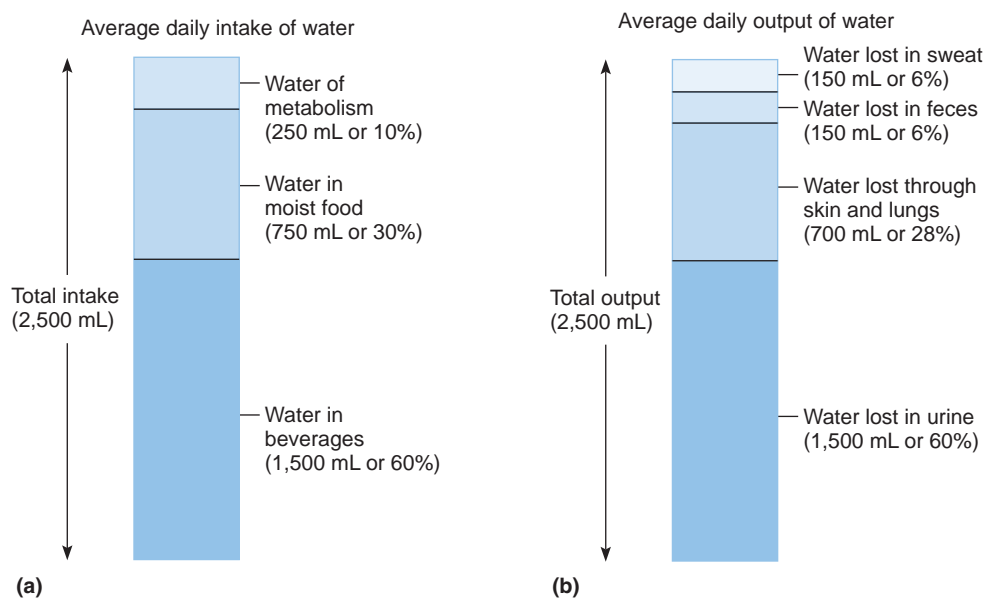 Average daily intake of water
Water of
metabolism
(250 mL or 10%)
Water in
moist food
(750 mL or 30%)
Total intake
(2,500 mL)
Water in
beverages
(1,500 mL or 60%)
(a)
Average daily output of water
Water lost in sweat
(150 mL or 6%)
Water lost in feces
(150 mL or 6%)
Water lost through
skin and lungs
(700 mL or 28%)
Total output
(2,500 mL)
Water lost in urine
(1,500 mL or 60%)
(b)